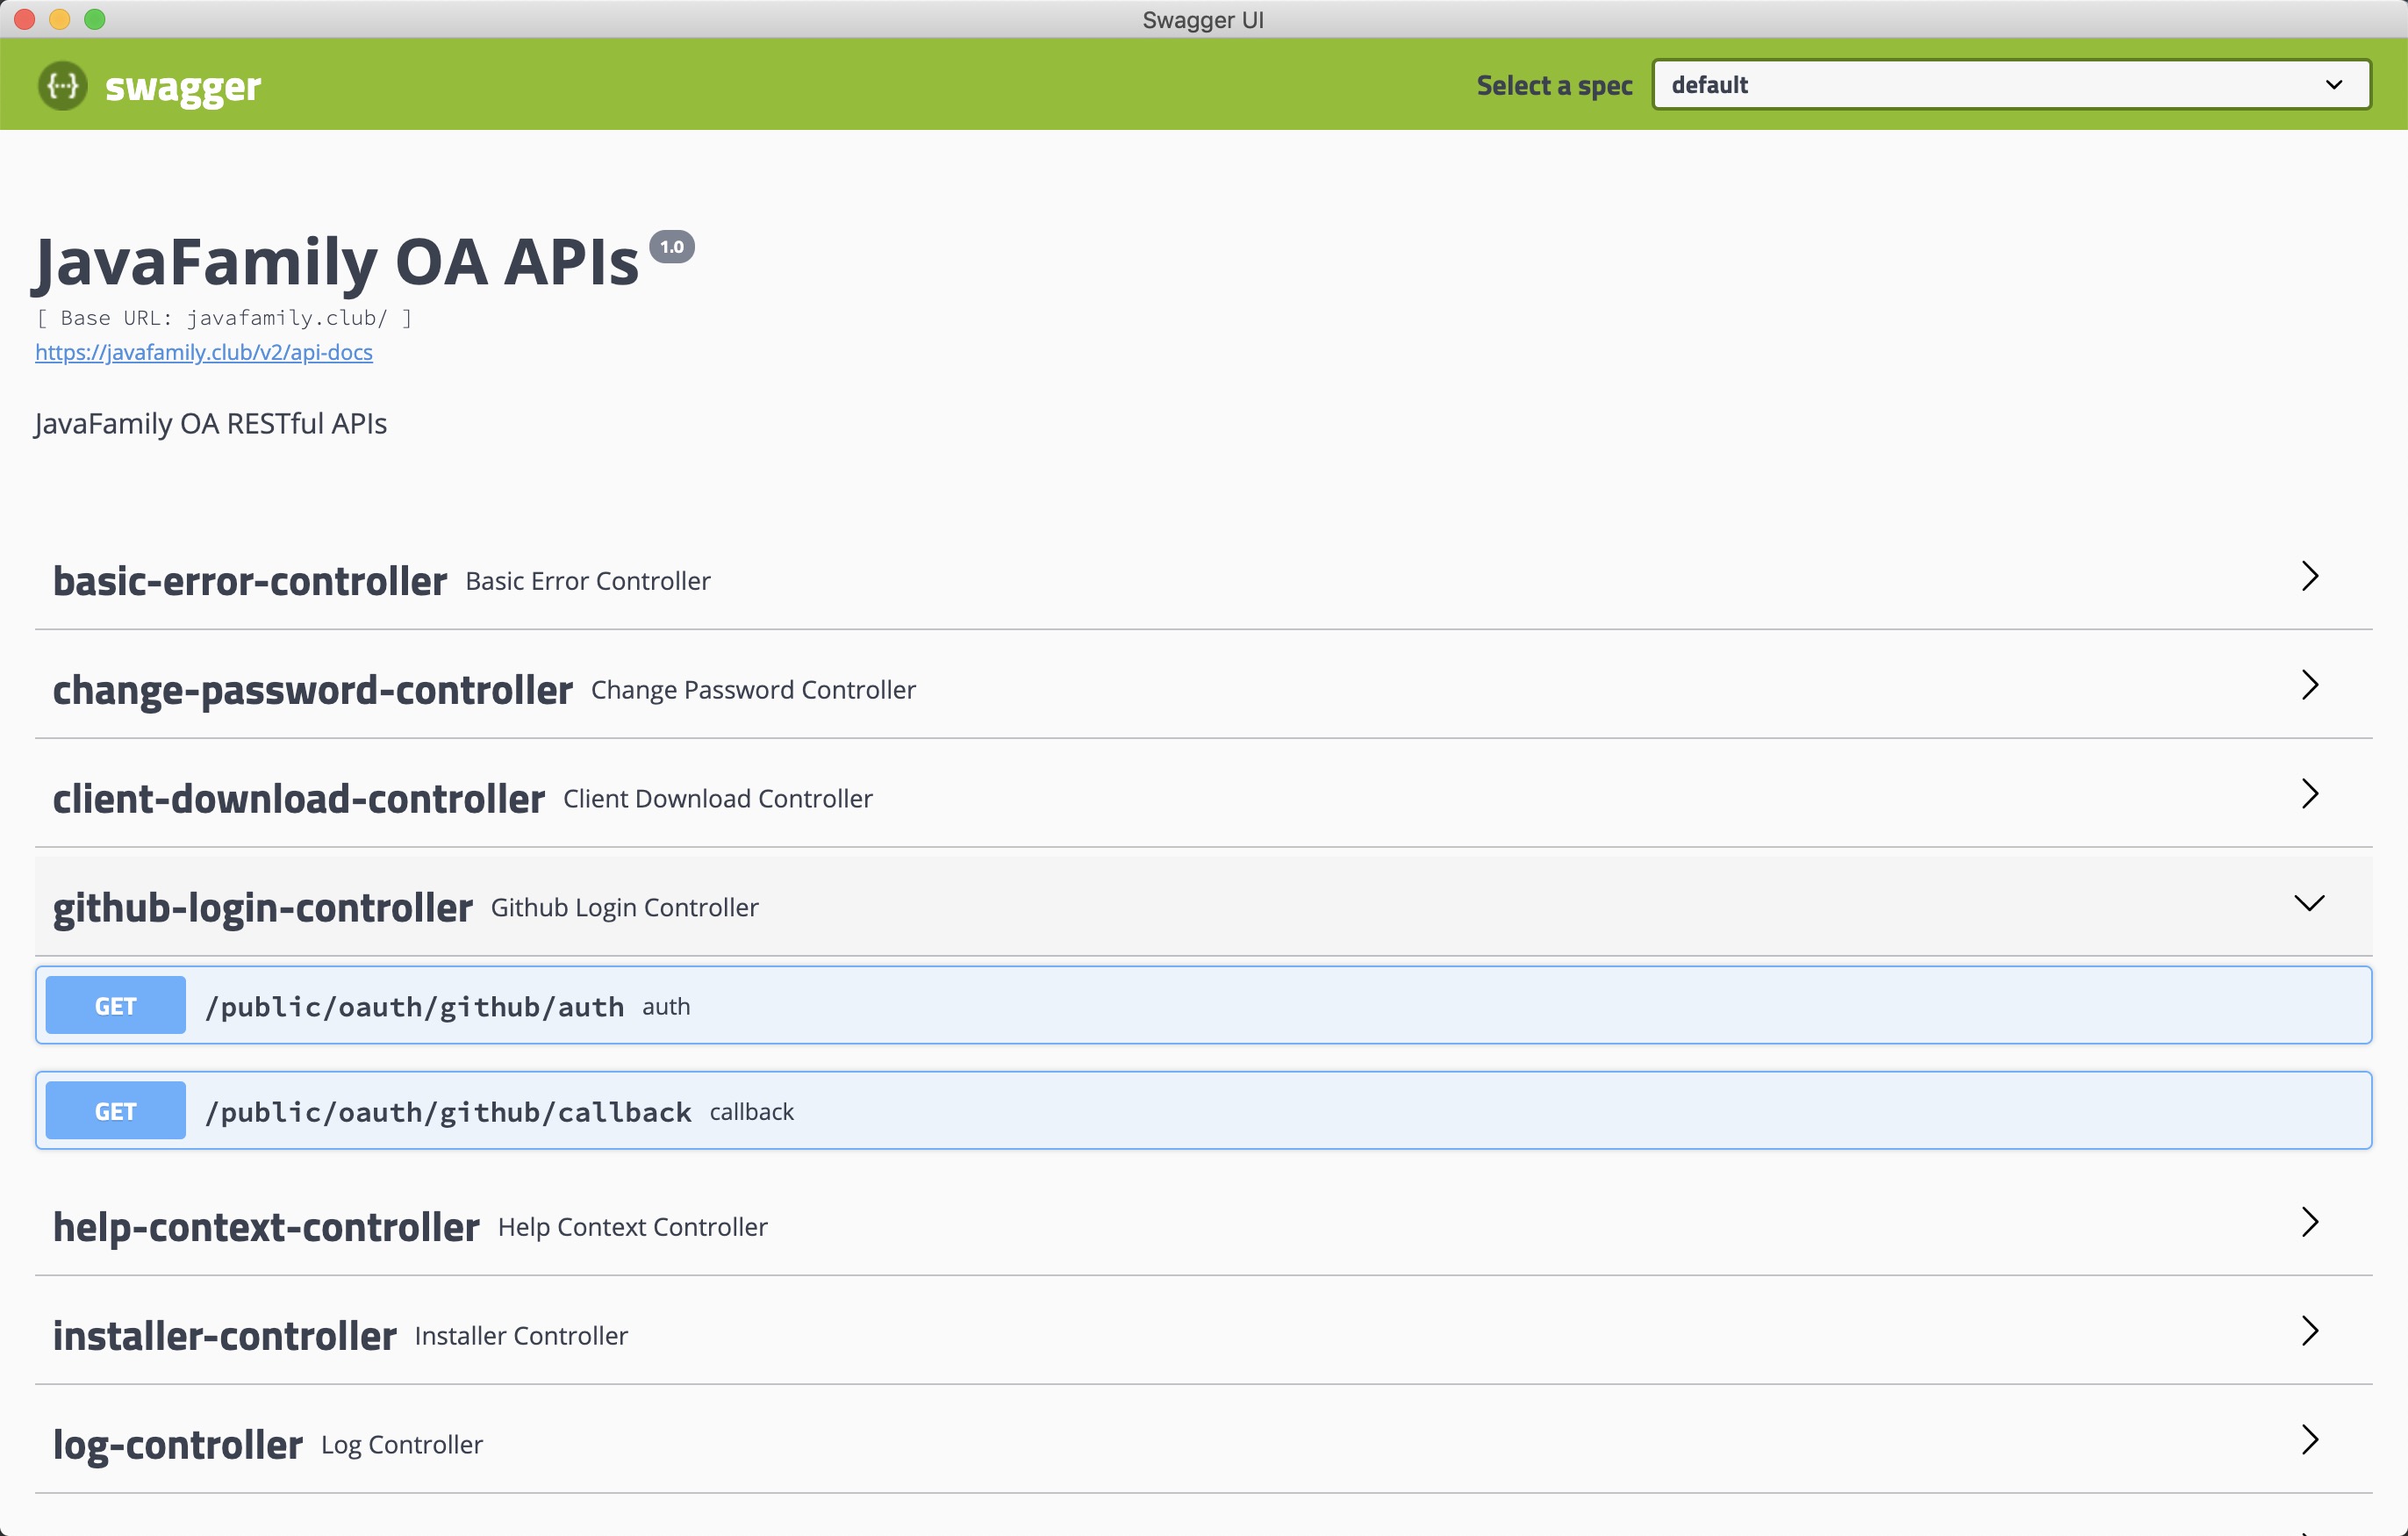 Swagger UI
{···} swagger Select a spec default
JavaFamily OA APIs 1.0
[ Base URL: javafamily.club/ ]
https://javafamily.club/v2/api-docs
JavaFamily OA RESTful APIs
basic-error-controller Basic Error Controller
change-password-controller Change Password Controller
client-download-controller Client Download Controller
github-login-controller Github Login Controller
GET /public/oauth/github/auth auth
GET /public/oauth/github/callback callback
help-context-controller Help Context Controller
installer-controller Installer Controller
log-controller Log Controller